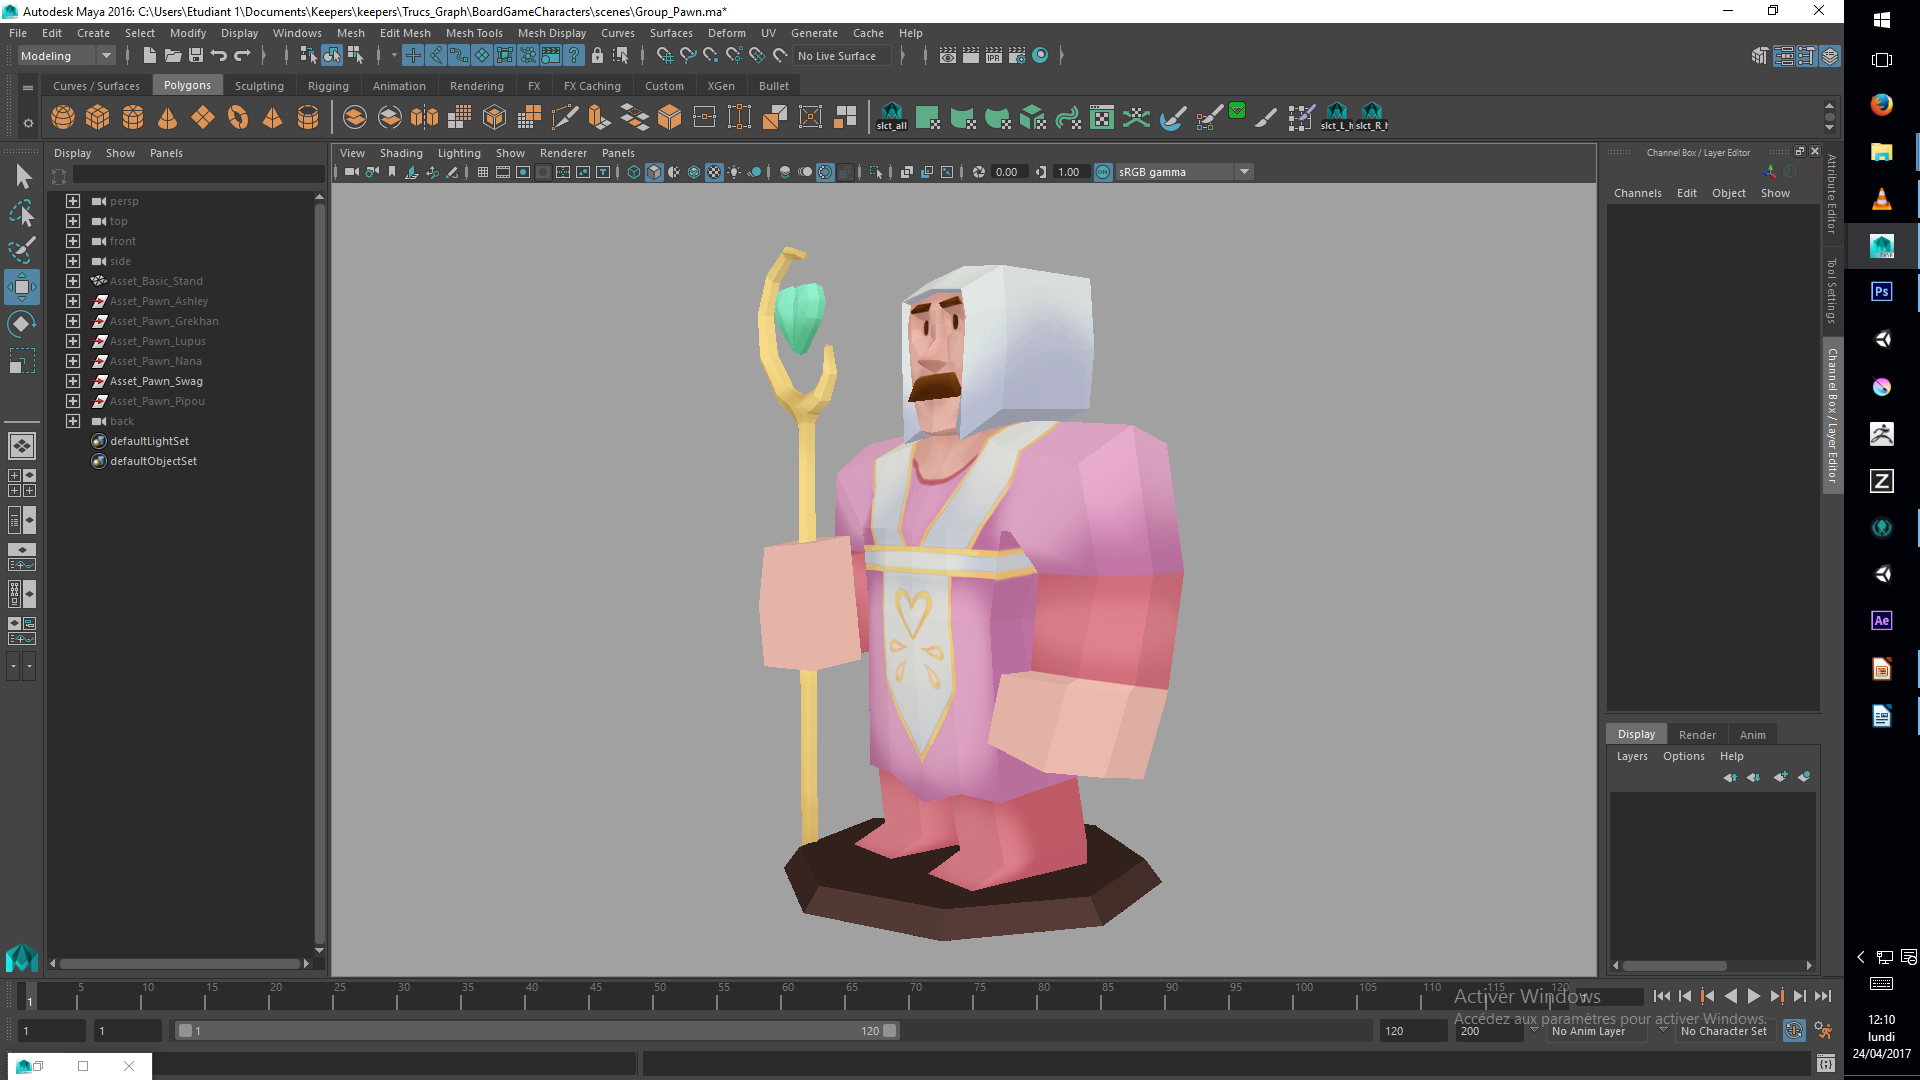 Autodesk Maya 2016: C:\Users\Etudiant 1\Documents\Keepers\keepers\Trucs_Graph\BoardGameCharacters\scenes\Group_Pawn.ma*
File Edit Create Select Modify Display Windows Mesh Edit Mesh Mesh Tools Mesh Display Curves Surfaces Deform UV Generate Cache Help
Modeling No Live Surface IPR
Curves / Surfaces Polygons Sculpting Rigging Animation Rendering FX FX Caching Custom XGen Bullet
slct_all slct_L_h slct_R_h
Display Show Panels
View Shading Lighting Show Renderer Panels
0.00 1.00 ON sRGB gamma
Channel Box / Layer Editor
Channels Edit Object Show
persp
top
front
side
Asset_Basic_Stand
Asset_Pawn_Ashley
Asset_Pawn_Grekhan
Asset_Pawn_Lupus
Asset_Pawn_Nana
Asset_Pawn_Swag
Asset_Pawn_Pipou
back
defaultLightSet
defaultObjectSet
Attribute Editor
Tool Settings
Channel Box / Layer Editor
Ps
Z
Ae
Display Render Anim
Layers Options Help
1 5 10 15 20 25 30 35 40 45 50 55 60 65 70 75 80 85 90 95 100 105 110 115 120
Activer Windows
Accédez aux paramètres pour activer Windows.
1 1 1 120 120 200 No Anim Layer No Character Set
12:10
lundi
24/04/2017